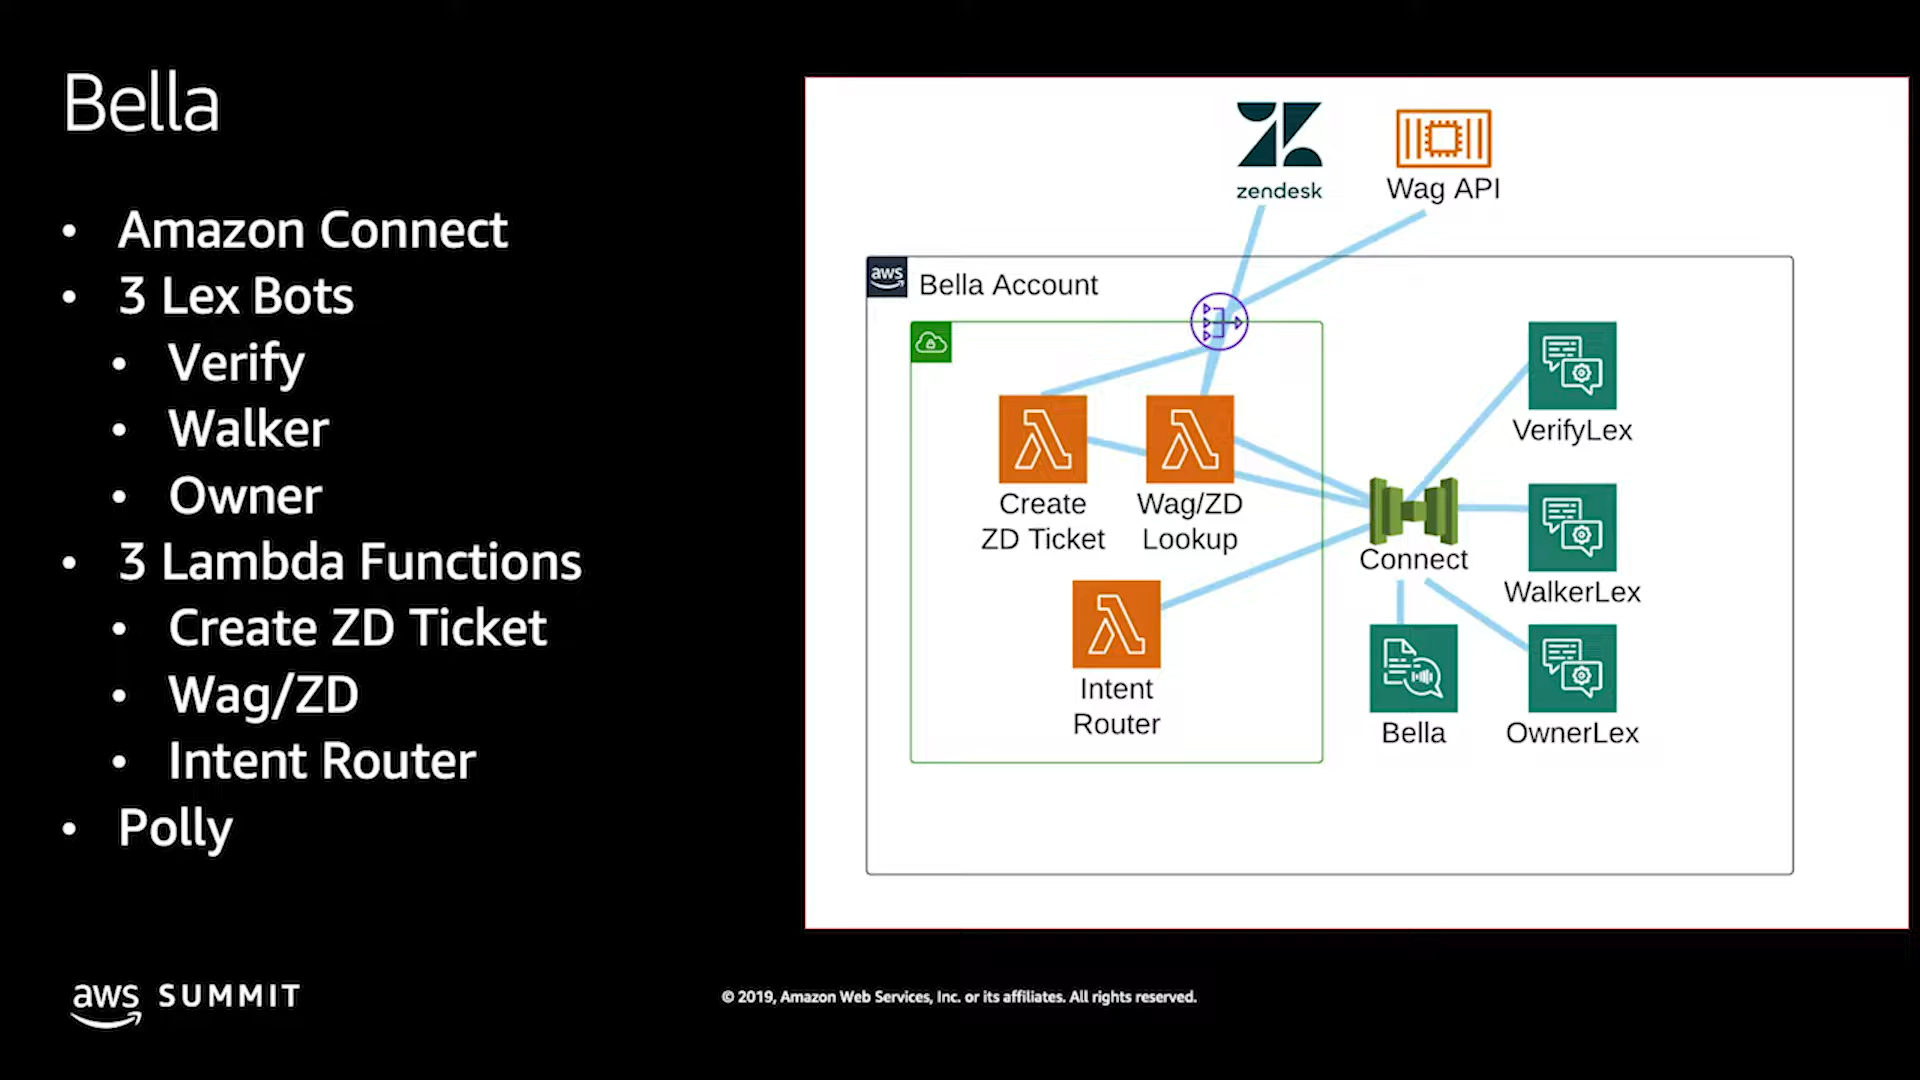 Bella
• Amazon Connect
• 3 Lex Bots
• Verify
• Walker
• Owner
• 3 Lambda Functions
• Create ZD Ticket
• Wag/ZD
• Intent Router
• Polly
zendesk
Wag API
aws
Bella Account
VerifyLex
Create
ZD Ticket
Wag/ZD
Lookup
Connect
WalkerLex
Intent
Router
Bella
OwnerLex
aws SUMMIT
© 2019, Amazon Web Services, Inc. or its affiliates. All rights reserved.